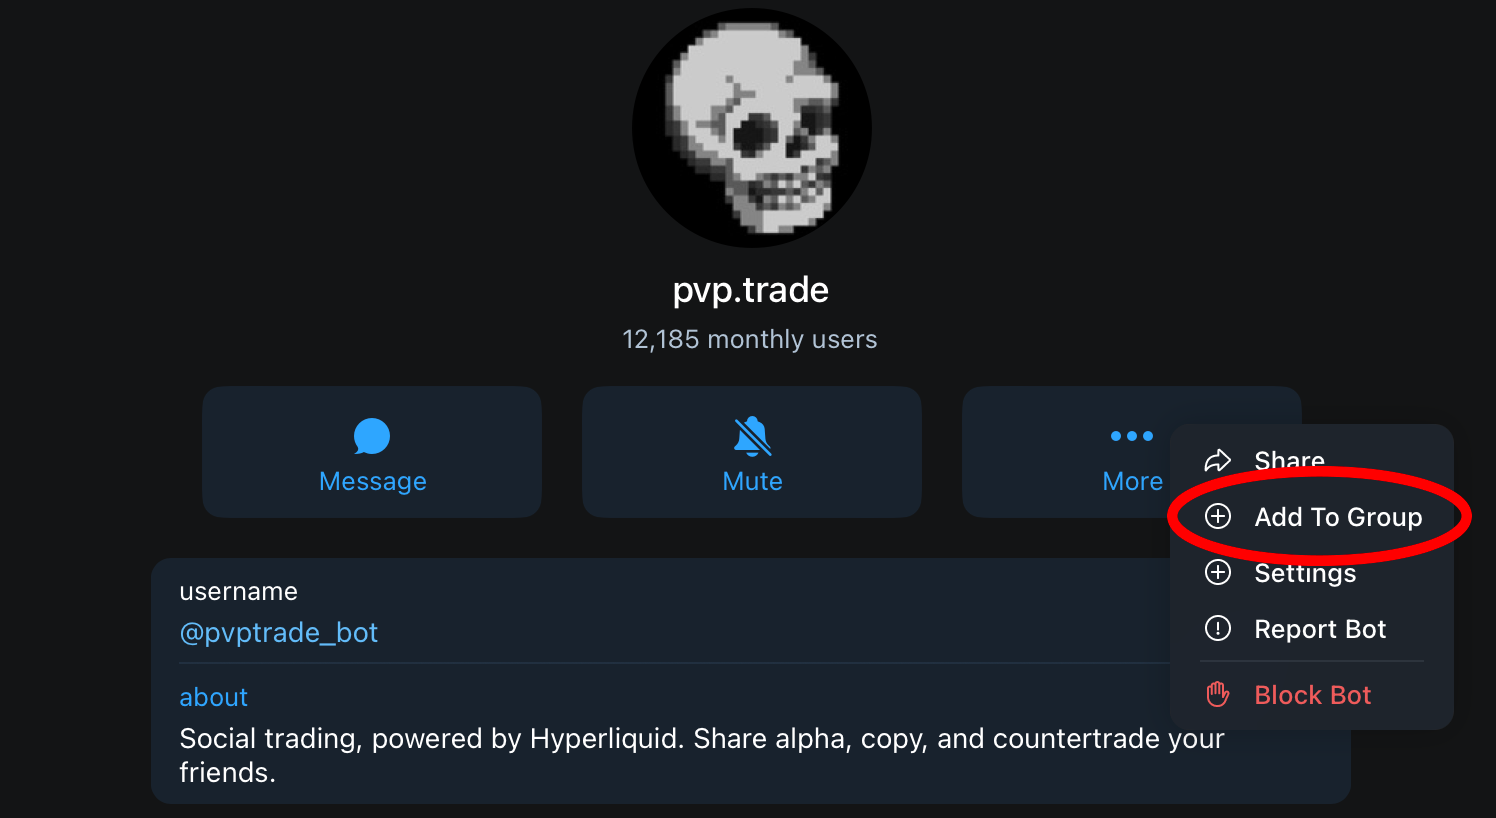 pvp.trade
12,185 monthly users
Message
Mute
More
Share
Add To Group
Settings
Report Bot
Block Bot
username
@pvptrade_bot
about
Social trading, powered by Hyperliquid. Share alpha, copy, and countertrade your
friends.